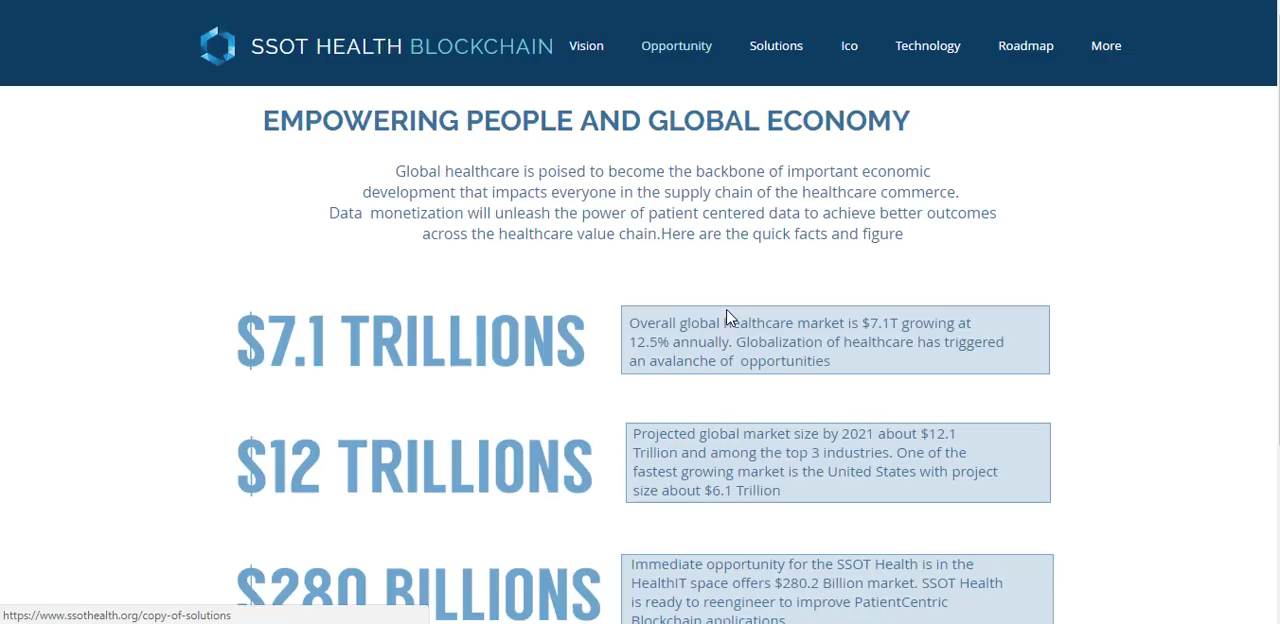 SSOT HEALTH BLOCKCHAIN
Vision
Opportunity
Solutions
Ico
Technology
Roadmap
More
EMPOWERING PEOPLE AND GLOBAL ECONOMY
Global healthcare is poised to become the backbone of important economic
development that impacts everyone in the supply chain of the healthcare commerce.
Data monetization will unleash the power of patient centered data to achieve better outcomes
across the healthcare value chain.Here are the quick facts and figure
$7.1 TRILLIONS
Overall global healthcare market is $7.1T growing at
12.5% annually. Globalization of healthcare has triggered
an avalanche of opportunities
$12 TRILLIONS
Projected global market size by 2021 about $12.1
Trillion and among the top 3 industries. One of the
fastest growing market is the United States with project
size about $6.1 Trillion
$280 BILLIONS
Immediate opportunity for the SSOT Health is in the
HealthIT space offers $280.2 Billion market. SSOT Health
is ready to reengineer to improve PatientCentric
Blockchain applications
https://www.ssothealth.org/copy-of-solutions